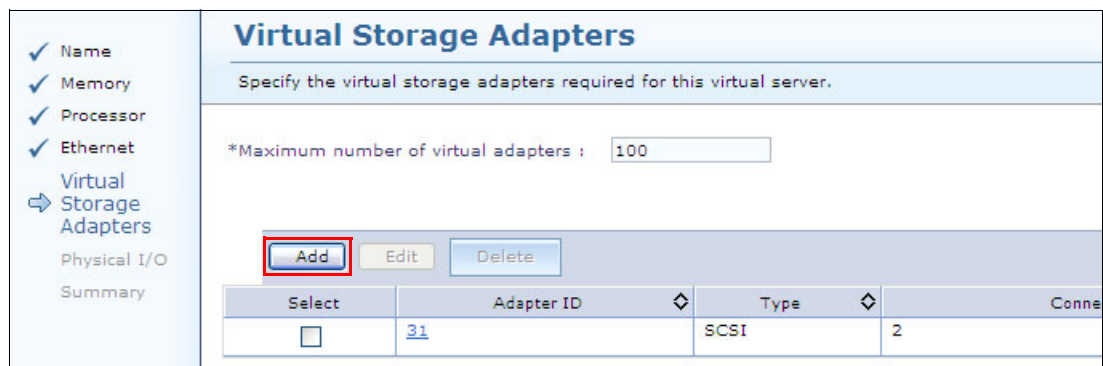 Name
Memory
Processor
Ethernet
Virtual
Storage
Adapters
Physical I/O
Summary
Virtual Storage Adapters
Specify the virtual storage adapters required for this virtual server.
*Maximum number of virtual adapters : 100
Add Edit Delete
Select Adapter ID Type Conne
31 SCSI 2